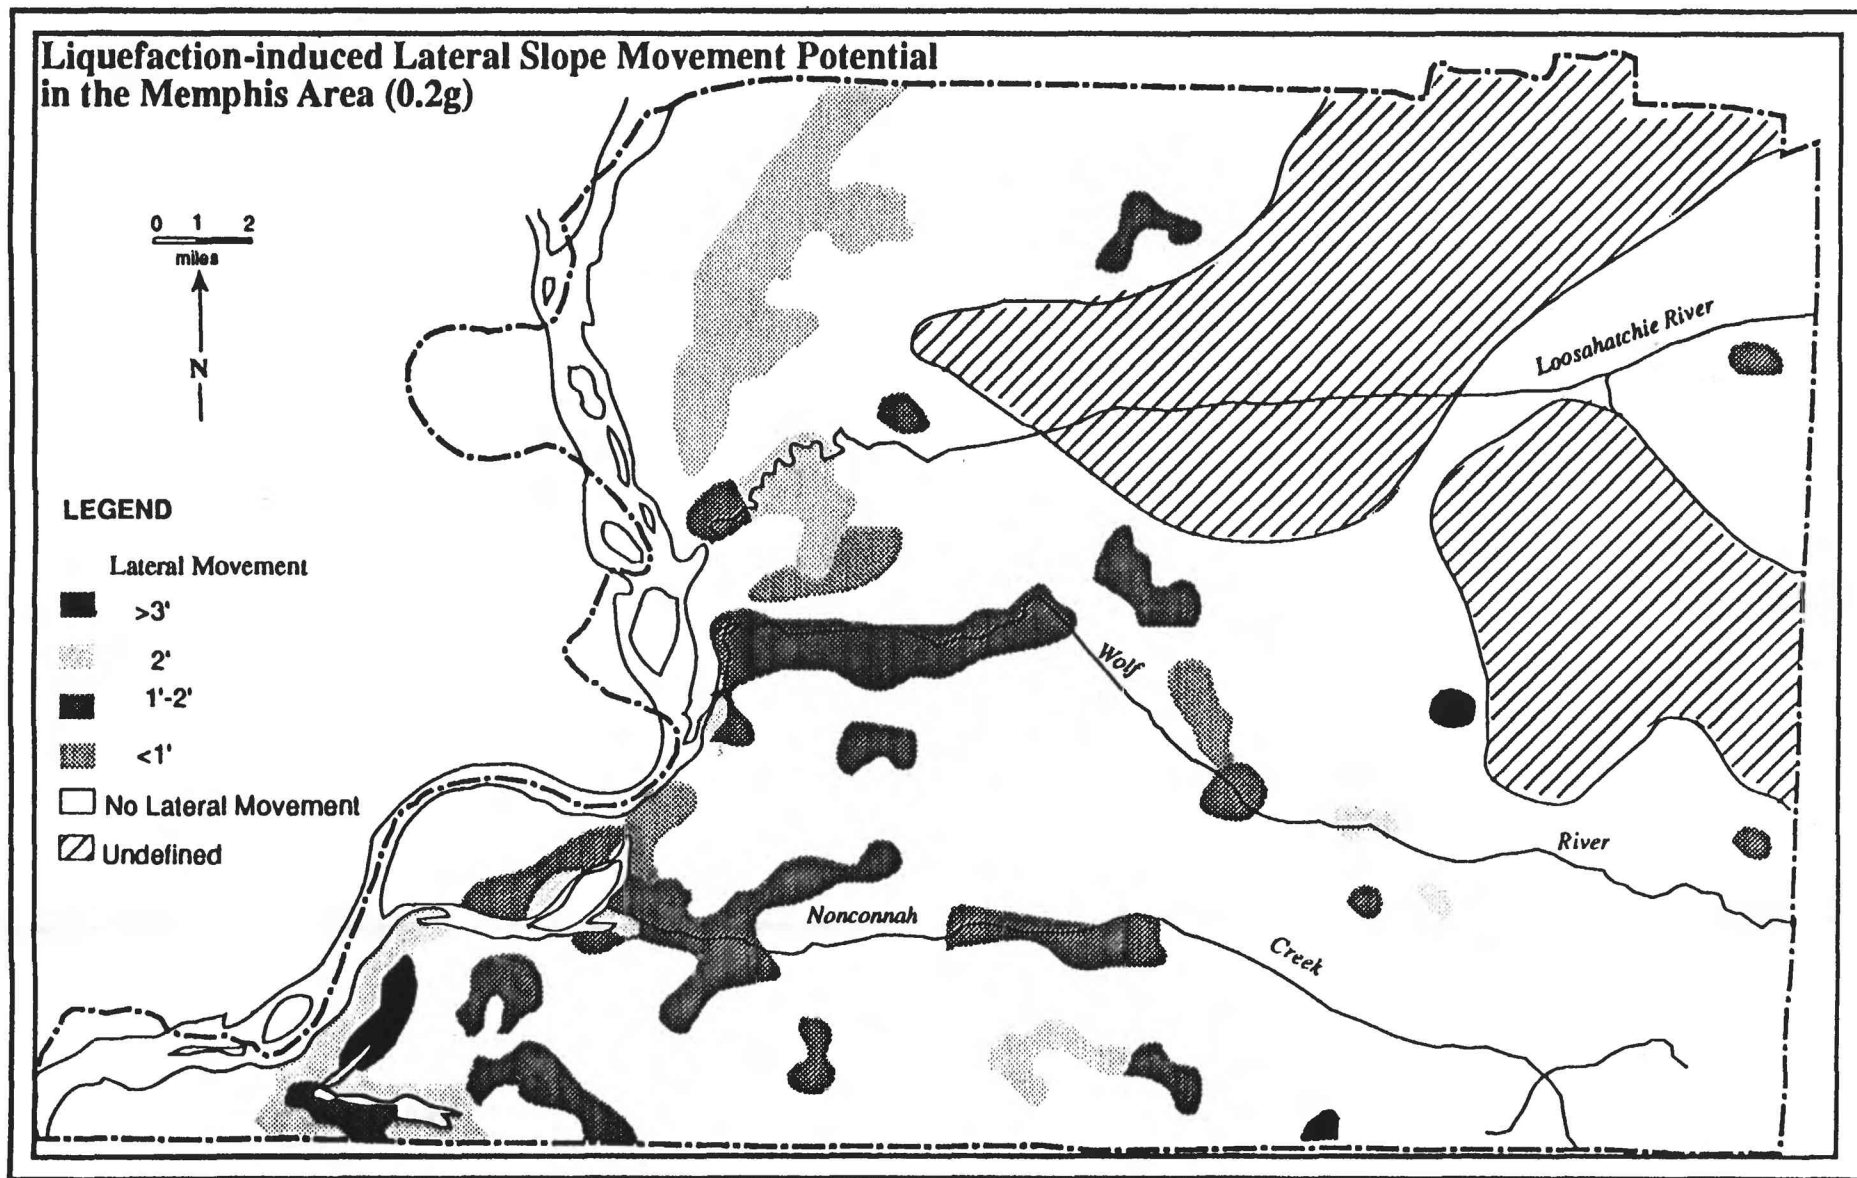 Liquefaction-induced Lateral Slope Movement Potential
in the Memphis Area (0.2g)
0 1 2
miles
N
LEGEND
Lateral Movement
>3'
2'
1'-2'
<1'
No Lateral Movement
Undefined
Loosahatchie River
Wolf
River
Nonconnah
Creek